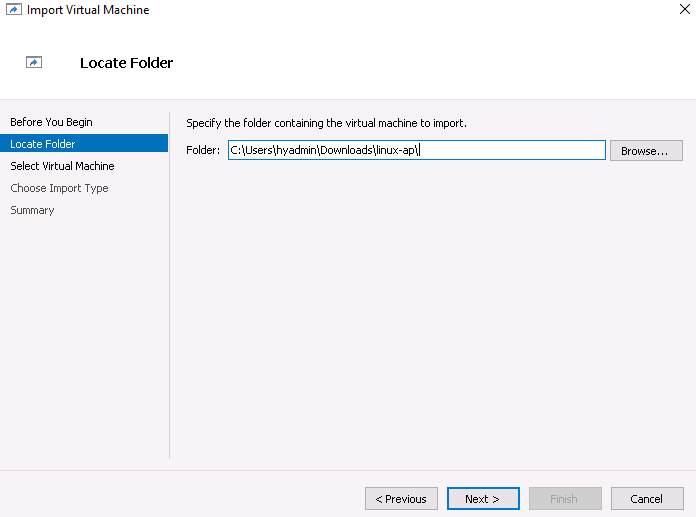 Import Virtual Machine
Locate Folder
Before You Begin
Locate Folder
Select Virtual Machine
Choose Import Type
Summary
Specify the folder containing the virtual machine to import.
Folder: C:\Users\hyadmin\Downloads\linux-ap\ Browse...
< Previous Next > Finish Cancel